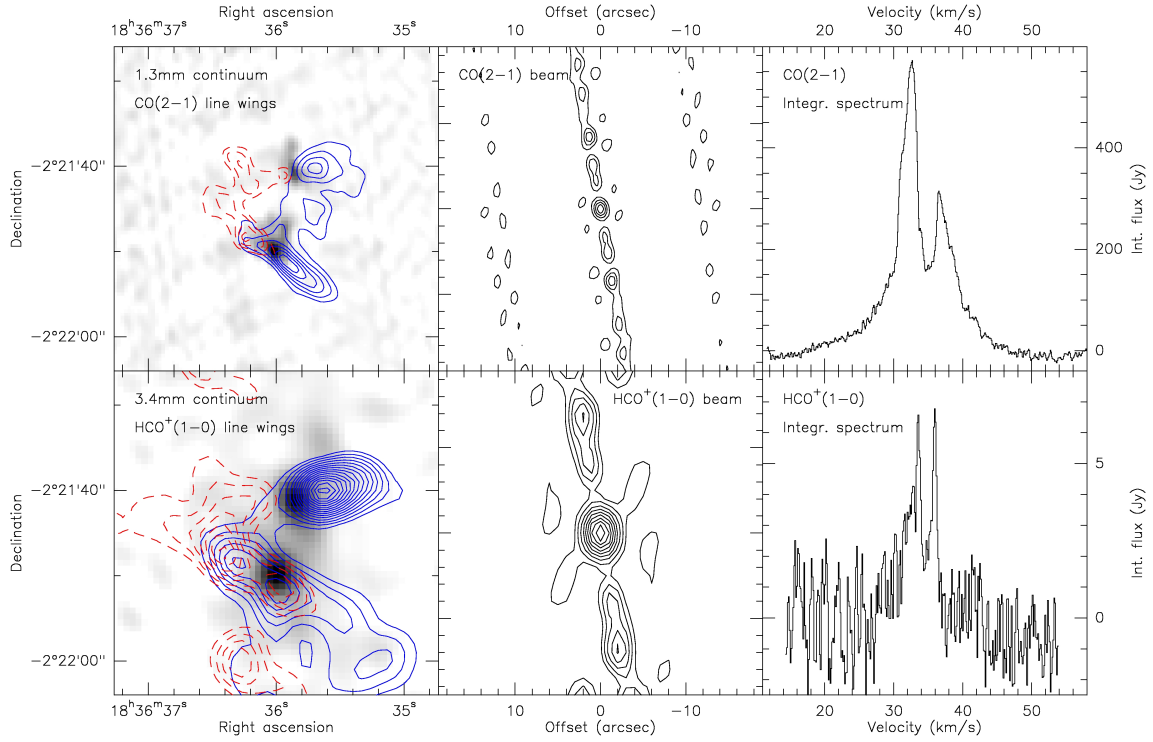 Right ascension
Offset (arcsec)
Velocity (km/s)
18ʰ36ᵐ37ˢ 36ˢ 35ˢ
10 0 −10
20 30 40 50
1.3mm continuum
CO(2−1) line wings
CO(2−1) beam
CO(2−1)
Integr. spectrum
Declination
−2°21'40"
−2°22'00"
400
200
0
Int. flux (Jy)
3.4mm continuum
HCO⁺(1−0) line wings
HCO⁺(1−0) beam
HCO⁺(1−0)
Integr. spectrum
Declination
−2°21'40"
−2°22'00"
5
0
Int. flux (Jy)
18ʰ36ᵐ37ˢ 36ˢ 35ˢ
10 0 −10
20 30 40 50
Right ascension
Offset (arcsec)
Velocity (km/s)